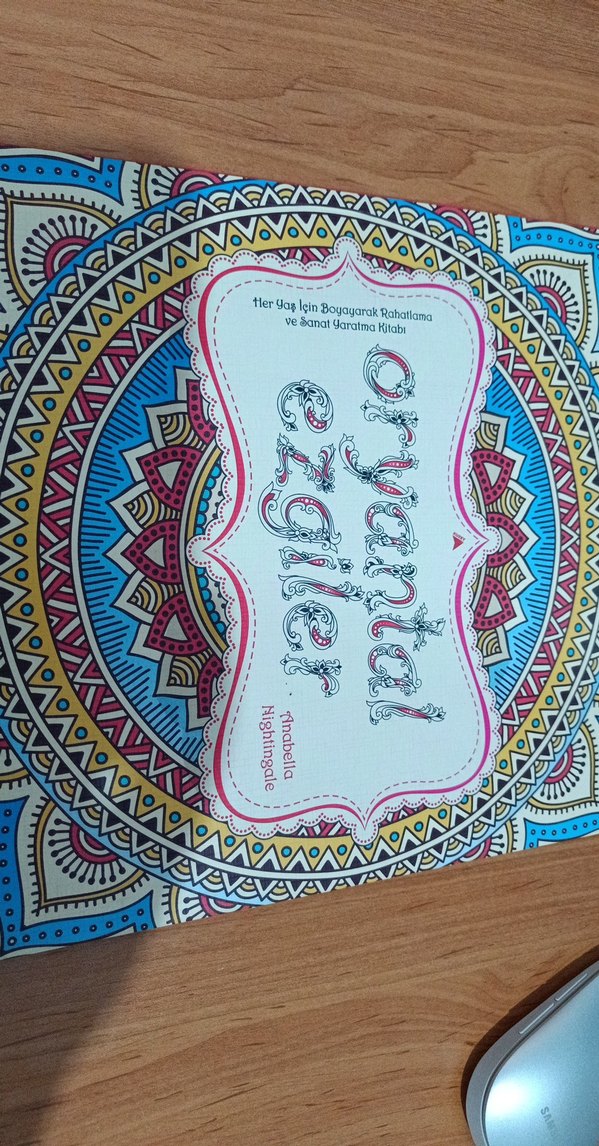 oryantal
ezgiler
Her Yaş İçin Boyayarak Rahatlama
ve Sanat Yaratma Kitabı
Anabella
Nightingale